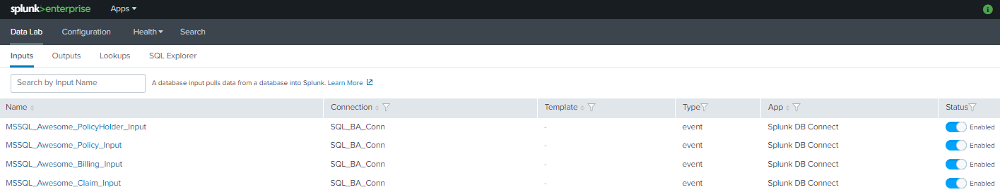 splunk>enterprise Apps
Data Lab Configuration Health Search
Inputs Outputs Lookups SQL Explorer
Search by Input Name A database input pulls data from a database into Splunk. Learn More
Name Connection Template Type App Status
MSSQL_Awesome_PolicyHolder_Input SQL_BA_Conn - event Splunk DB Connect Enabled
MSSQL_Awesome_Policy_Input SQL_BA_Conn - event Splunk DB Connect Enabled
MSSQL_Awesome_Billing_Input SQL_BA_Conn - event Splunk DB Connect Enabled
MSSQL_Awesome_Claim_Input SQL_BA_Conn - event Splunk DB Connect Enabled